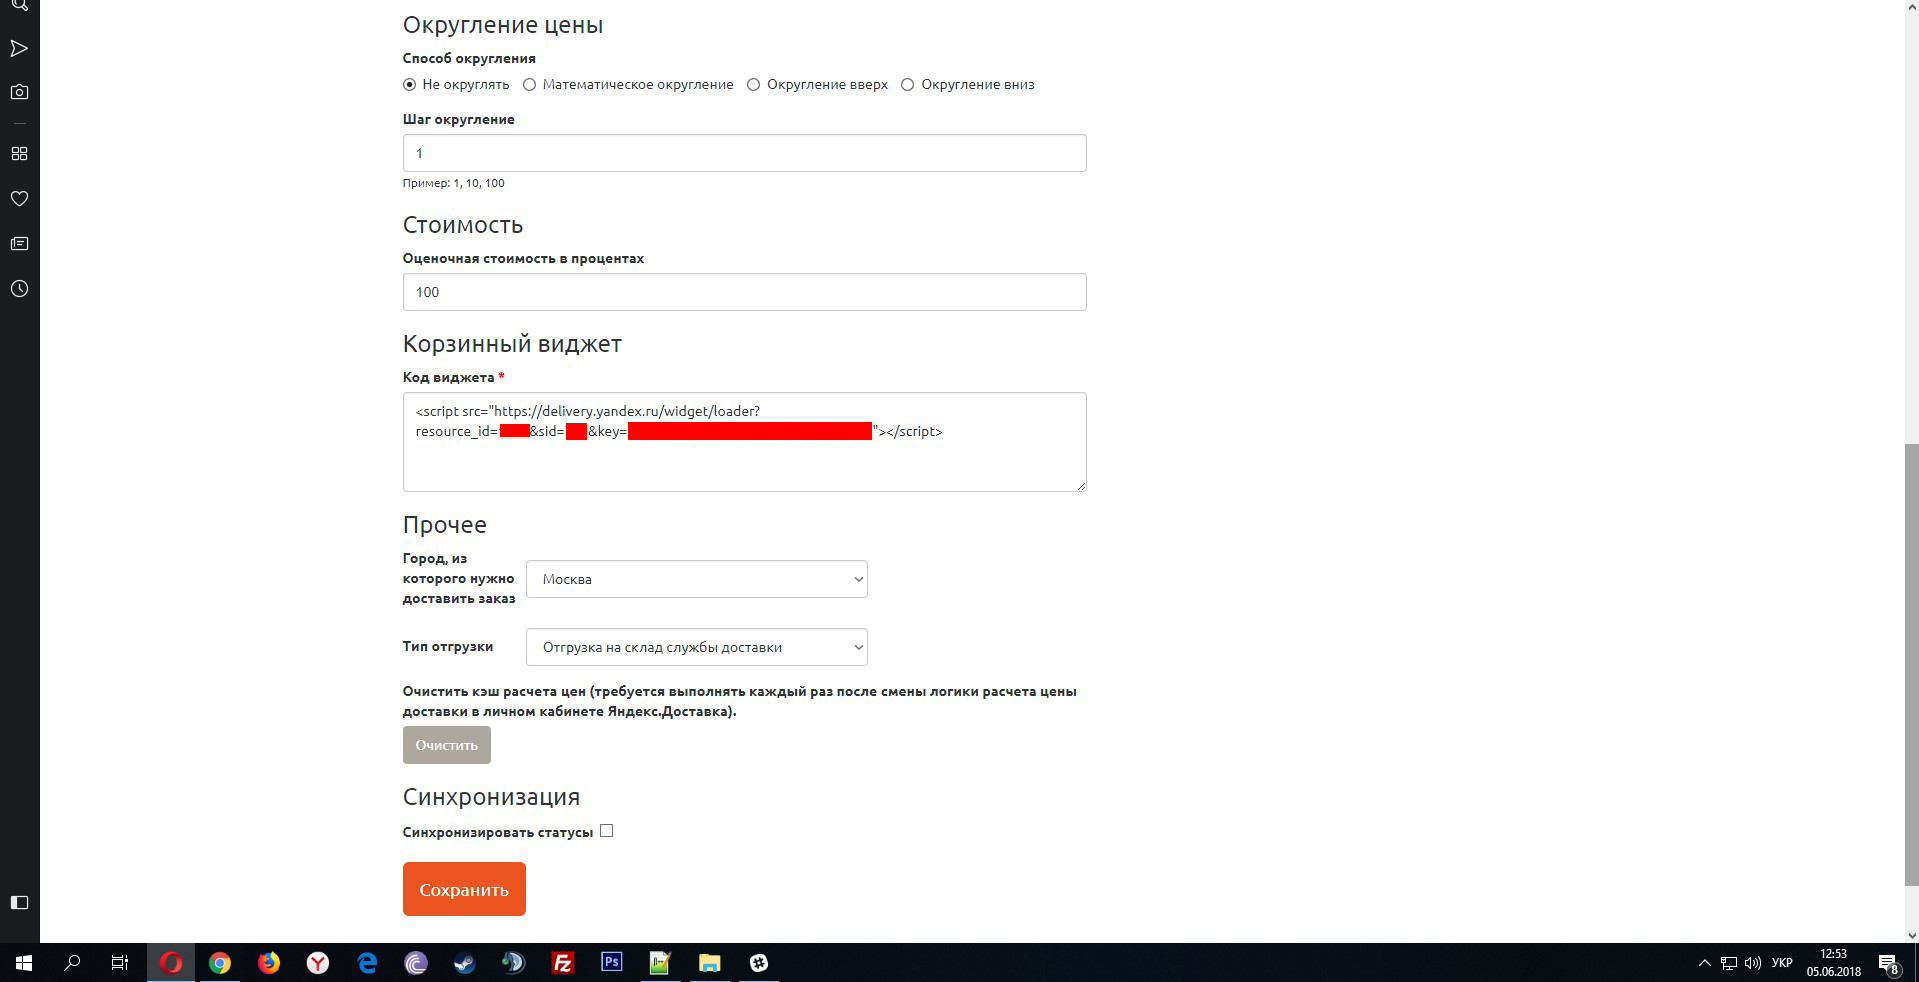 Округление цены
Способ округления
Не округлять Математическое округление Округление вверх Округление вниз
Шаг округление
1
Пример: 1, 10, 100
Стоимость
Оценочная стоимость в процентах
100
Корзинный виджет
Код виджета *
<script src="https://delivery.yandex.ru/widget/loader?
resource_id= &sid= &key= "></script>
Прочее
Город, из
которого нужно
доставить заказ
Москва
Тип отгрузки
Отгрузка на склад службы доставки
Очистить кэш расчета цен (требуется выполнять каждый раз после смены логики расчета цены
доставки в личном кабинете Яндекс.Доставка).
Очистить
Синхронизация
Синхронизировать статусы
Сохранить
Ps
УКР
12:53
05.06.2018
8